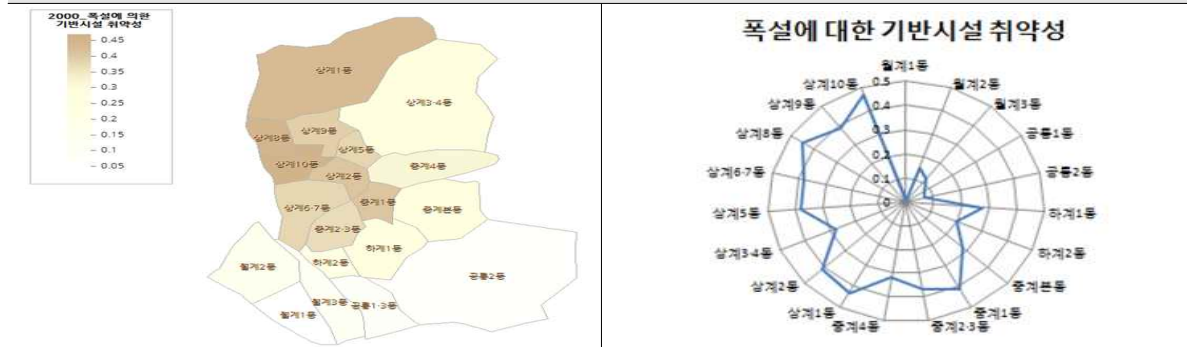 2000_폭설에 의한
기반시설 취약성
0.45
0.4
0.35
0.3
0.25
0.2
0.15
0.1
0.05
상계1동
상계3·4동
상계8동
상계9동
상계5동
상계10동
상계2동
중계4동
상계6·7동
중계1동
중계본동
중계2·3동
하계1동
하계2동
월계2동
공릉2동
월계3동
공릉1·3동
월계1동
폭설에 대한 기반시설 취약성
월계1동
월계2동
월계3동
공릉1동
공릉2동
하계1동
하계2동
중계본동
중계1동
중계2·3동
중계4동
상계1동
상계2동
상계3·4동
상계5동
상계6·7동
상계8동
상계9동
상계10동
0.5
0.4
0.3
0.2
0.1
0